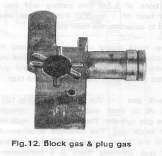 Fig.12. Block gas & plug gas